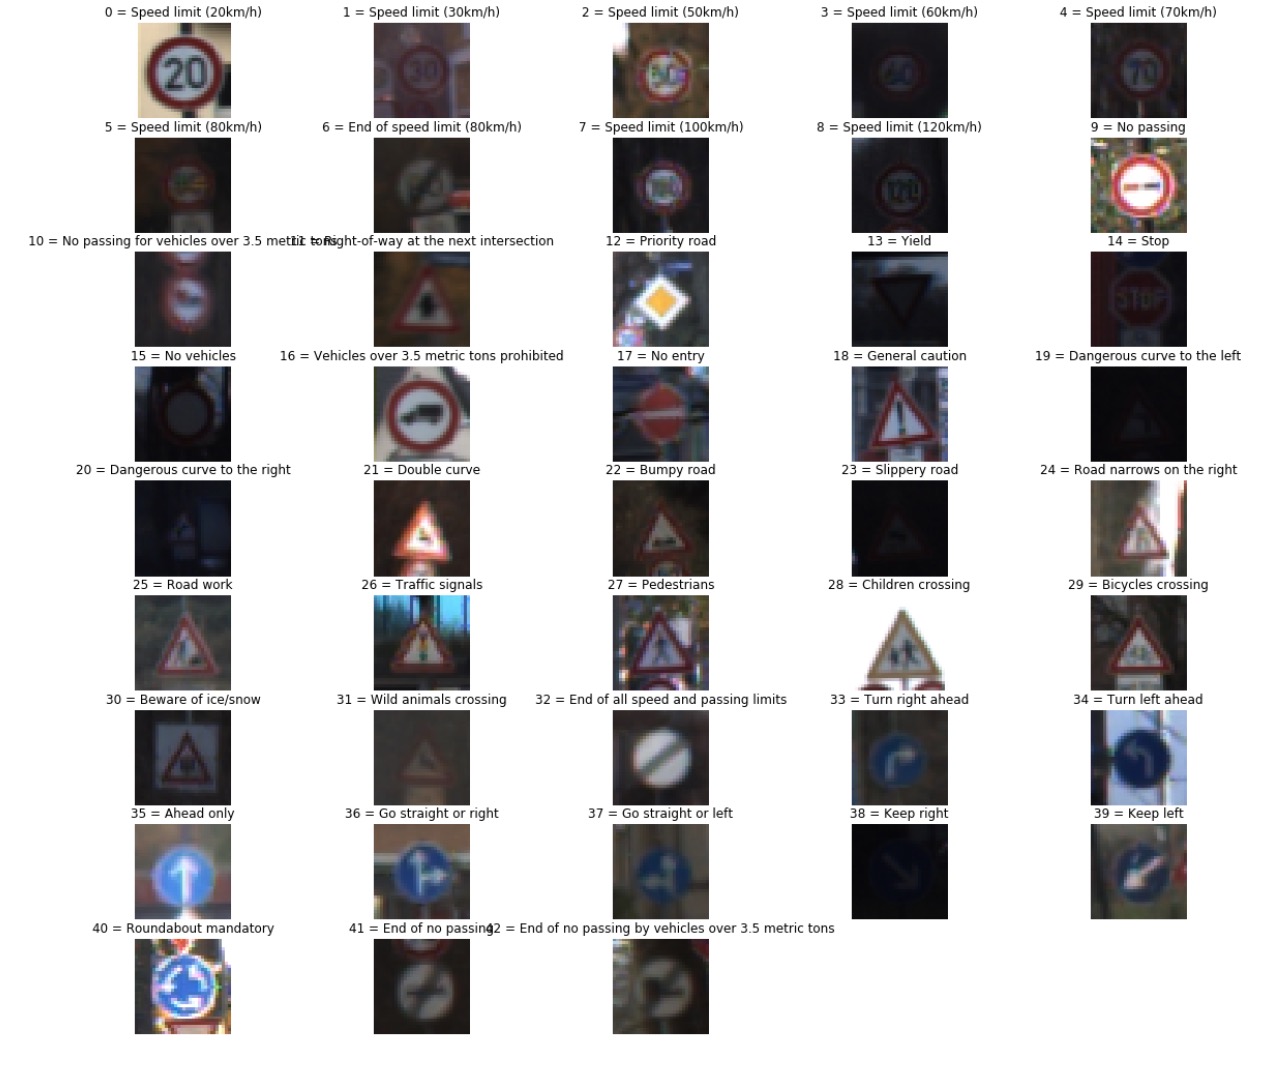 0 = Speed limit (20km/h)
1 = Speed limit (30km/h)
2 = Speed limit (50km/h)
3 = Speed limit (60km/h)
4 = Speed limit (70km/h)
20
30
50
60
70
5 = Speed limit (80km/h)
6 = End of speed limit (80km/h)
7 = Speed limit (100km/h)
8 = Speed limit (120km/h)
9 = No passing
120
10 = No passing for vehicles over 3.5 metric tons
11 = Right-of-way at the next intersection
12 = Priority road
13 = Yield
14 = Stop
STOP
15 = No vehicles
16 = Vehicles over 3.5 metric tons prohibited
17 = No entry
18 = General caution
19 = Dangerous curve to the left
20 = Dangerous curve to the right
21 = Double curve
22 = Bumpy road
23 = Slippery road
24 = Road narrows on the right
25 = Road work
26 = Traffic signals
27 = Pedestrians
28 = Children crossing
29 = Bicycles crossing
30 = Beware of ice/snow
31 = Wild animals crossing
32 = End of all speed and passing limits
33 = Turn right ahead
34 = Turn left ahead
35 = Ahead only
36 = Go straight or right
37 = Go straight or left
38 = Keep right
39 = Keep left
40 = Roundabout mandatory
41 = End of no passing
42 = End of no passing by vehicles over 3.5 metric tons